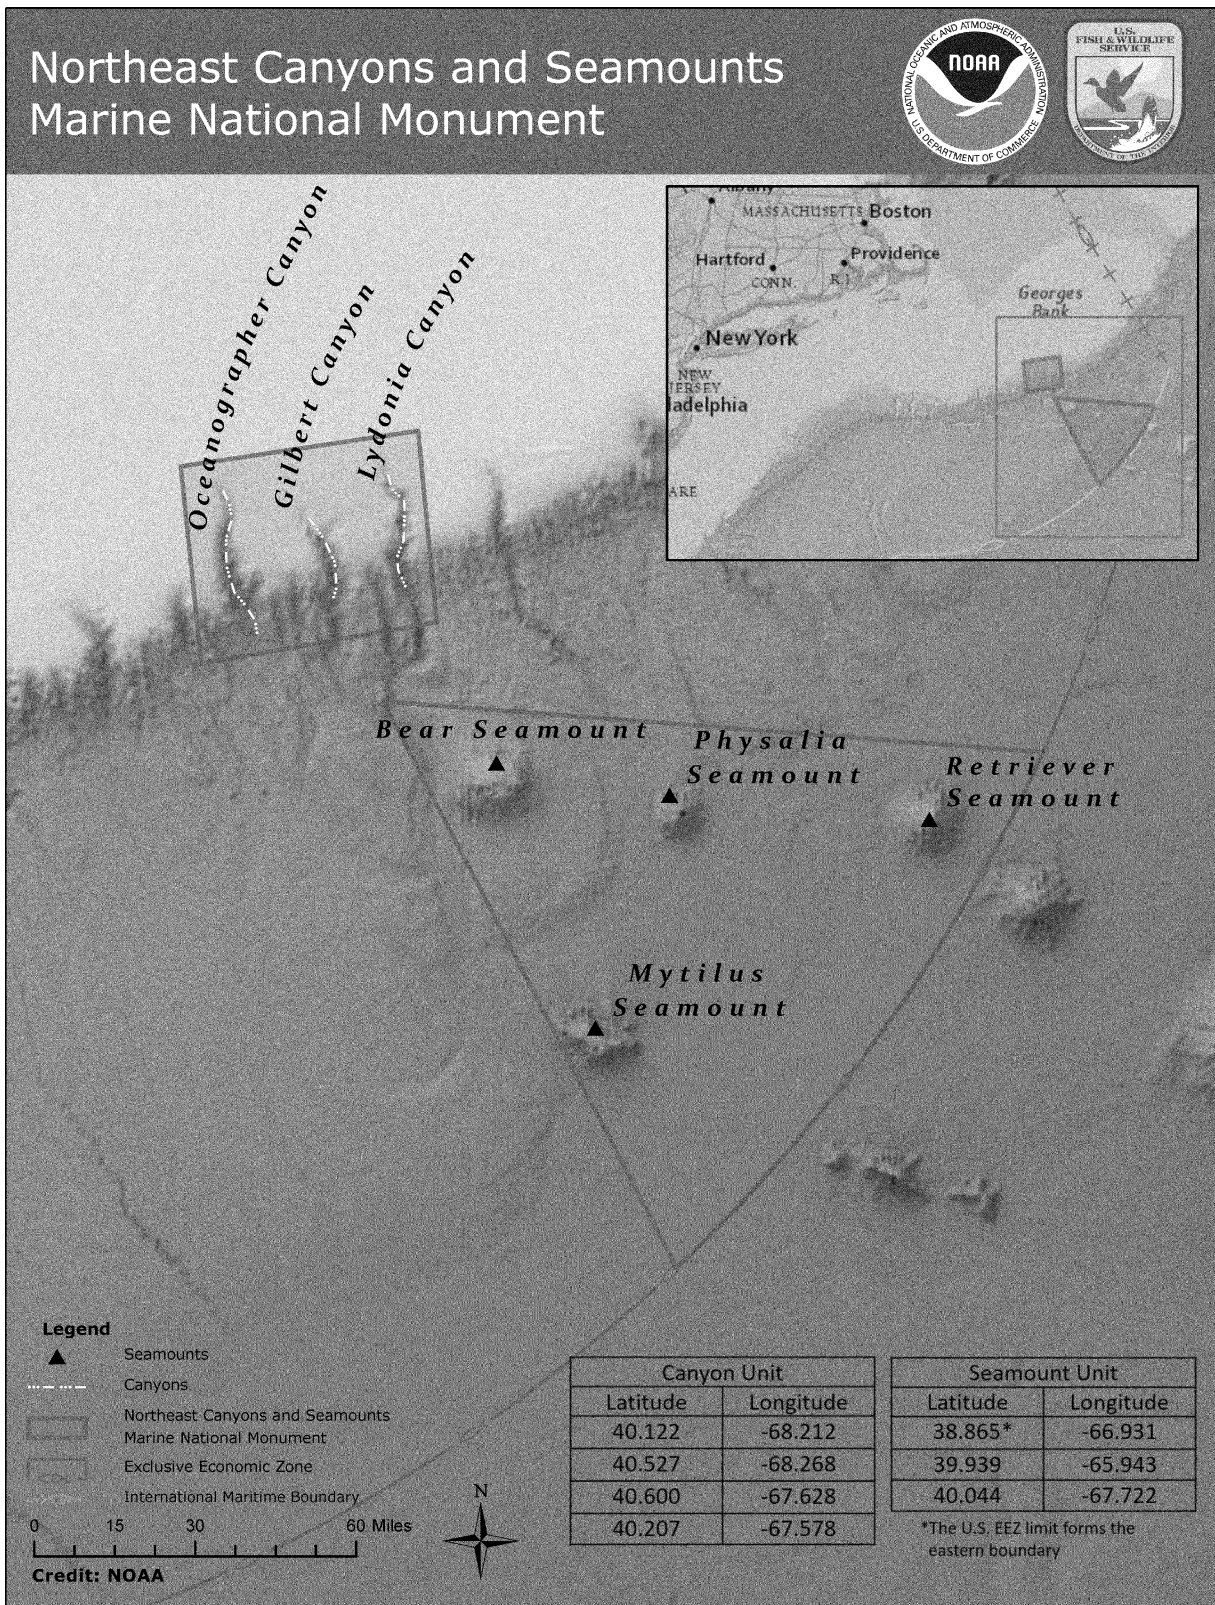 Northeast Canyons and Seamounts
Marine National Monument
NATIONAL OCEANIC AND ATMOSPHERIC ADMINISTRATION
NOAA
U.S. DEPARTMENT OF COMMERCE
U.S.
FISH & WILDLIFE
SERVICE
DEPARTMENT OF THE INTERIOR
Oceanographer Canyon
Gilbert Canyon
Lydonia Canyon
Albany
MASSACHUSETTS
Boston
Hartford
Providence
CONN.
R.I.
Georges
Bank
New York
NEW
JERSEY
ladelphia
ARE
Bear Seamount
Physalia
Seamount
Retriever
Seamount
Mytilus
Seamount
Legend
Seamounts
Canyons
Northeast Canyons and Seamounts
Marine National Monument
Exclusive Economic Zone
International Maritime Boundary
0 15 30 60 Miles
Credit: NOAA
N
Canyon Unit
Latitude Longitude
40.122 -68.212
40.527 -68.268
40.600 -67.628
40.207 -67.578
Seamount Unit
Latitude Longitude
38.865* -66.931
39.939 -65.943
40.044 -67.722
*The U.S. EEZ limit forms the
eastern boundary